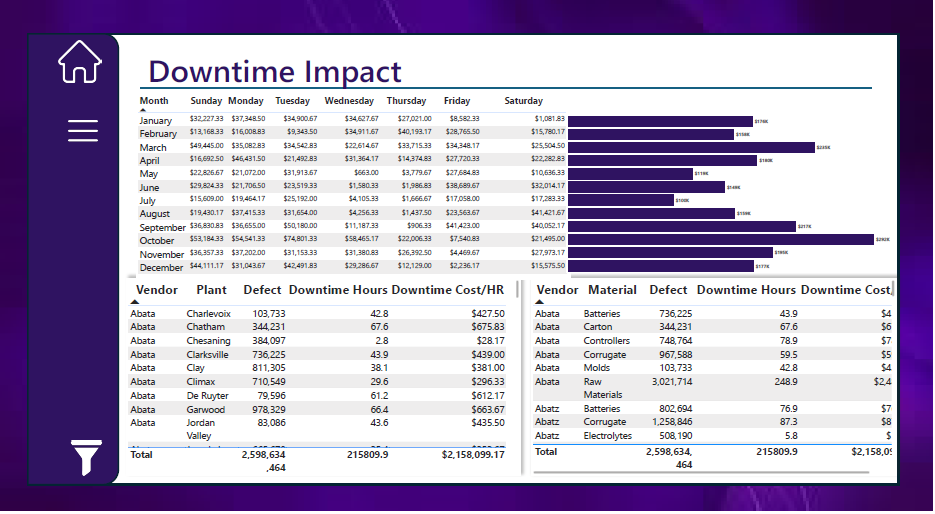 Downtime Impact
Month Sunday Monday Tuesday Wednesday Thursday Friday Saturday
January $32,227.33 $37,348.50 $34,900.67 $34,627.67 $27,021.00 $8,582.33 $1,081.83 $176K
February $13,168.33 $16,008.83 $9,343.50 $34,911.67 $40,193.17 $28,765.50 $15,780.17 $158K
March $49,445.00 $35,082.83 $34,542.83 $22,614.67 $33,715.33 $34,348.17 $25,504.50 $235K
April $16,692.50 $46,431.50 $21,492.83 $31,364.17 $14,374.83 $27,720.33 $22,282.83 $180K
May $22,826.67 $21,072.00 $31,913.67 $663.00 $3,779.67 $27,684.83 $10,636.33 $119K
June $29,824.33 $21,706.50 $23,519.33 $1,580.33 $1,986.83 $38,689.67 $32,014.17 $149K
July $15,609.00 $19,464.17 $25,192.00 $4,105.33 $1,666.67 $17,058.00 $17,283.33 $100K
August $19,430.17 $37,415.33 $31,654.00 $4,256.33 $1,437.50 $23,563.67 $41,421.67 $159K
September $36,830.83 $36,655.00 $50,180.00 $11,187.33 $906.33 $41,423.00 $40,052.17 $217K
October $53,184.33 $54,541.33 $74,801.33 $58,465.17 $22,006.33 $7,540.83 $21,495.00 $292K
November $36,357.33 $37,202.00 $31,153.33 $31,380.83 $26,392.50 $4,469.67 $27,973.17 $195K
December $44,111.17 $31,043.67 $42,491.83 $29,286.67 $12,129.00 $2,236.17 $15,575.50 $177K
Vendor Plant Defect Downtime Hours Downtime Cost/HR
Abata Charlevoix 103,733 42.8 $427.50
Abata Chatham 344,231 67.6 $675.83
Abata Chesaning 384,097 2.8 $28.17
Abata Clarksville 736,225 43.9 $439.00
Abata Clay 811,305 38.1 $381.00
Abata Climax 710,549 29.6 $296.33
Abata De Ruyter 79,596 61.2 $612.17
Abata Garwood 978,329 66.4 $663.67
Abata Jordan 83,086 43.6 $435.50
Valley
Total 2,598,634 215809.9 $2,158,099.17
,464
Vendor Material Defect Downtime Hours Downtime Cost/
Abata Batteries 736,225 43.9 $4
Abata Carton 344,231 67.6 $6
Abata Controllers 748,764 78.9 $7
Abata Corrugate 967,588 59.5 $5
Abata Molds 103,733 42.8 $4
Abata Raw 3,021,714 248.9 $2,4
Materials
Abatz Batteries 802,694 76.9 $7
Abatz Corrugate 1,258,846 87.3 $8
Abatz Electrolytes 508,190 5.8 $
Total 2,598,634, 215809.9 $2,158,09
464